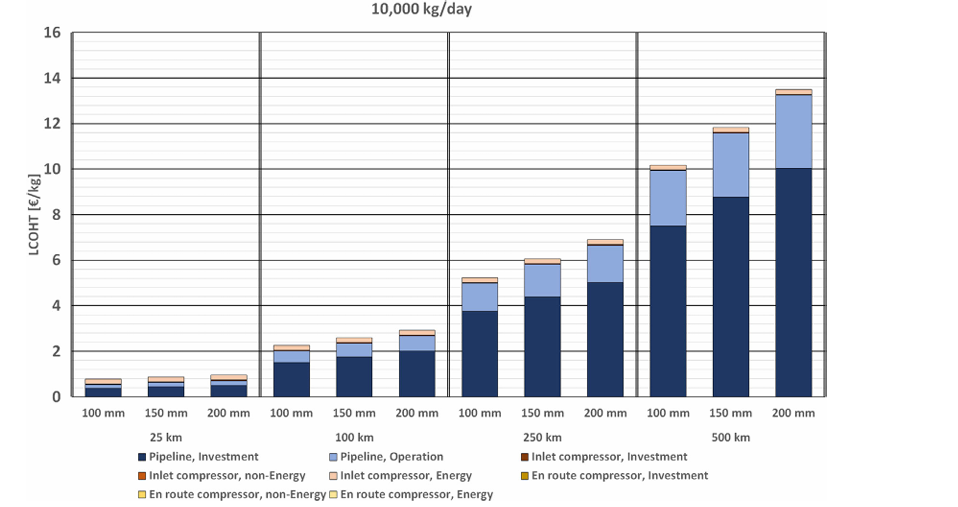 10,000 kg/day
LCOHT [€/kg]
16
14
12
10
8
6
4
2
0
100 mm 150 mm 200 mm 100 mm 150 mm 200 mm 100 mm 150 mm 200 mm 100 mm 150 mm 200 mm
25 km 100 km 250 km 500 km
Pipeline, Investment Pipeline, Operation Inlet compressor, Investment
Inlet compressor, non-Energy Inlet compressor, Energy En route compressor, Investment
En route compressor, non-Energy En route compressor, Energy